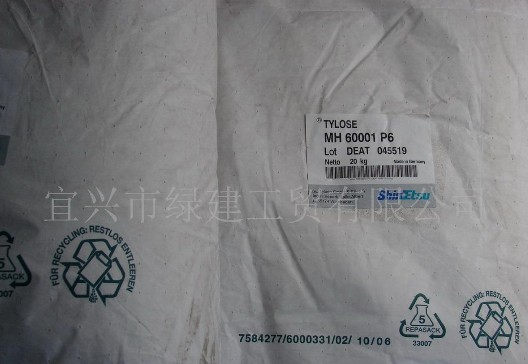 TYLOSE
MH 60001 P6
Lot DEAT 045519
Netto 20 kg Made in Germany
ShinEtsu
宜兴市绿建工贸有限公司
5
REPASACK
33007
FÜR RECYCLING: RESTLOS ENTLEEREN
7584277/6000331/02/ 10/06
5
REPASACK
33007
FÜR RECYCLING: RESTLOS ENTLEEREN